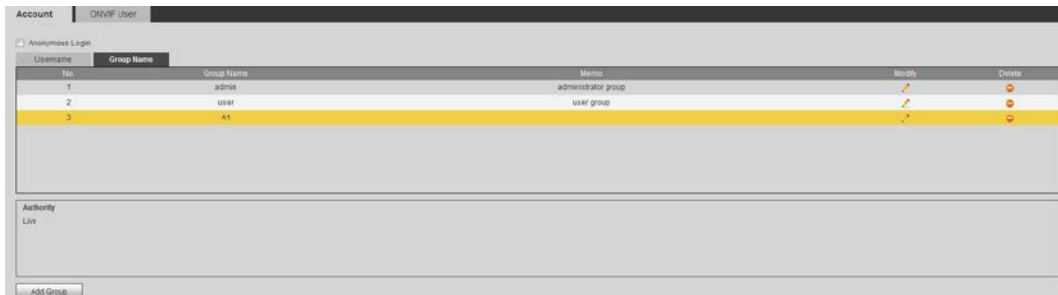 Account ONVIF User
Anonymous Login
Username Group Name
No. Group Name Memo Modify Delete
1 admin administrator group
2 user user group
3 A1
Authority
Live
Add Group